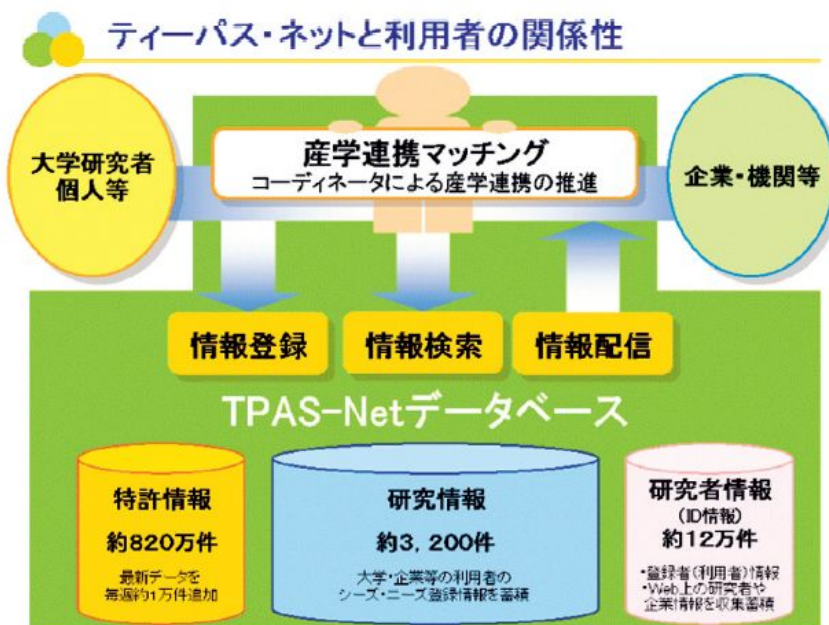 ティーパス・ネットと利用者の関係性
大学研究者
個人等
産学連携マッチング
コーディネータによる産学連携の推進
企業・機関等
情報登録
情報検索
情報配信
TPAS-Netデータベース
特許情報
約820万件
最新データを
毎週約1万件追加
研究情報
約3,200件
大学・企業等の利用者の
シーズ・ニーズ登録情報を蓄積
研究者情報
(ID情報)
約12万件
・登録者(利用者)情報
・Web上の研究者や
企業情報を収集蓄積